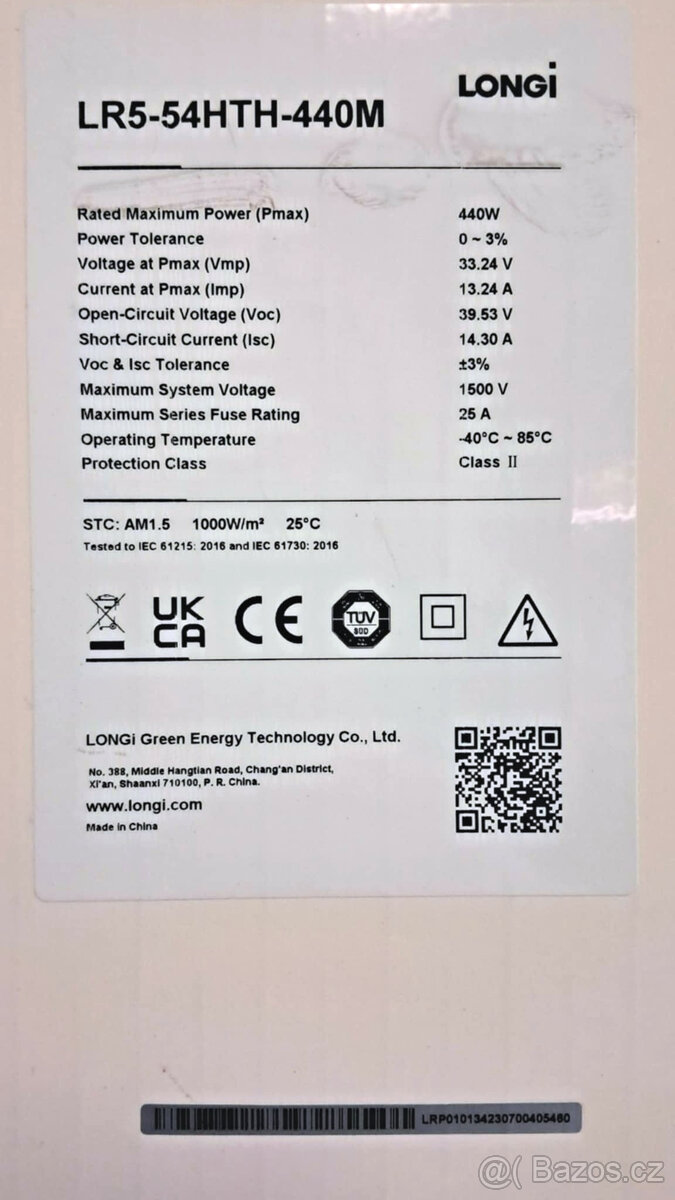 LONGi
LR5-54HTH-440M
Rated Maximum Power (Pmax) 440W
Power Tolerance 0 ~ 3%
Voltage at Pmax (Vmp) 33.24 V
Current at Pmax (Imp) 13.24 A
Open-Circuit Voltage (Voc) 39.53 V
Short-Circuit Current (Isc) 14.30 A
Voc & Isc Tolerance ±3%
Maximum System Voltage 1500 V
Maximum Series Fuse Rating 25 A
Operating Temperature -40°C ~ 85°C
Protection Class Class II
STC: AM1.5 1000W/m² 25°C
Tested to IEC 61215: 2016 and IEC 61730: 2016
UK
CA
CE
TÜV
SÜD
LONGi Green Energy Technology Co., Ltd.
No. 388, Middle Hangtian Road, Chang'an District,
Xi'an, Shaanxi 710100, P. R. China.
www.longi.com
Made in China
LRP010134230700405460
@( Bazos.cz